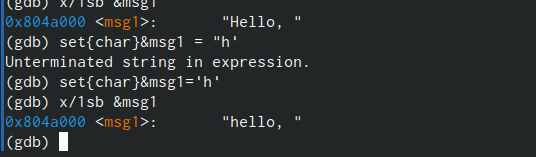 (gdb) x/1sb &msg1
0x804a000 <msg1>:       "Hello, "
(gdb) set{char}&msg1 = "h'
Unterminated string in expression.
(gdb) set{char}&msg1='h'
(gdb) x/1sb &msg1
0x804a000 <msg1>:       "hello, "
(gdb)